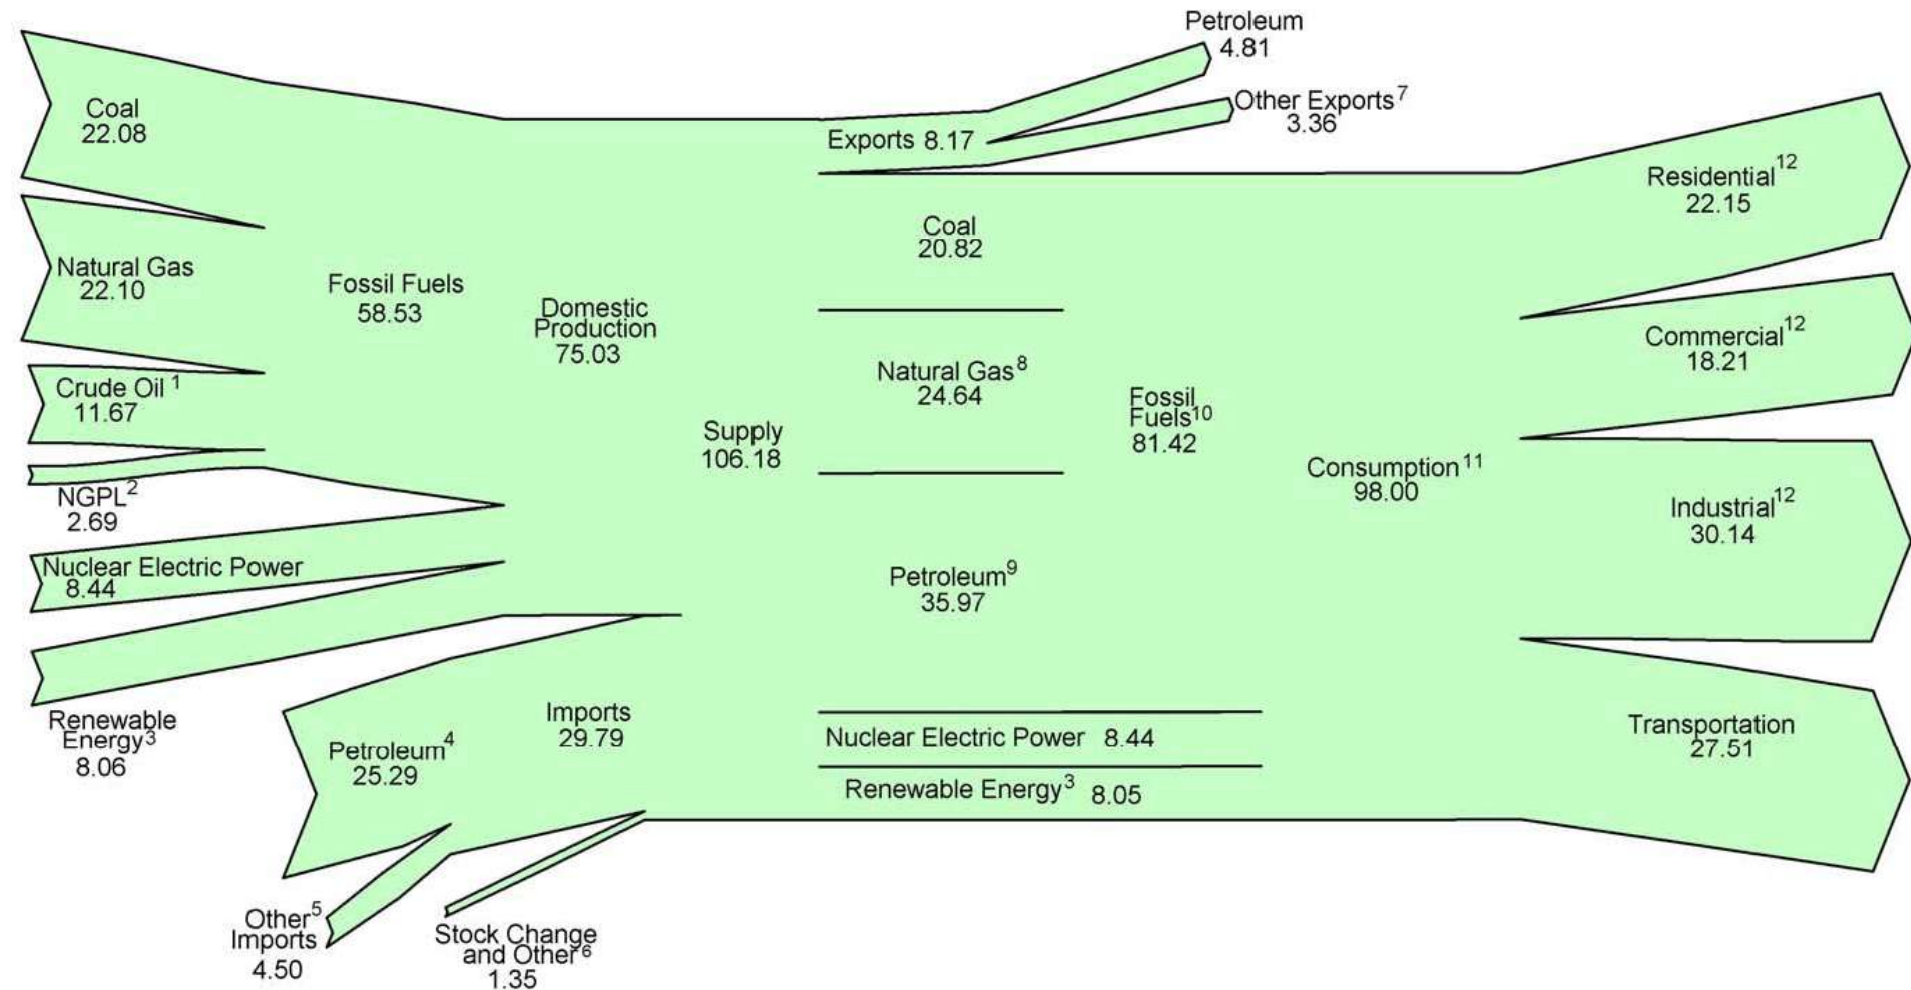 Petroleum
4.81
Other Exports7
3.36
Exports 8.17
Coal
22.08
Natural Gas
22.10
Crude Oil 1
11.67
NGPL2
2.69
Nuclear Electric Power
8.44
Renewable
Energy3
8.06
Fossil Fuels
58.53
Domestic
Production
75.03
Petroleum4
25.29
Imports
29.79
Other5
Imports
4.50
Stock Change
and Other6
1.35
Supply
106.18
Coal
20.82
Natural Gas8
24.64
Petroleum9
35.97
Nuclear Electric Power 8.44
Renewable Energy3 8.05
Fossil
Fuels10
81.42
Consumption11
98.00
Residential12
22.15
Commercial12
18.21
Industrial12
30.14
Transportation
27.51